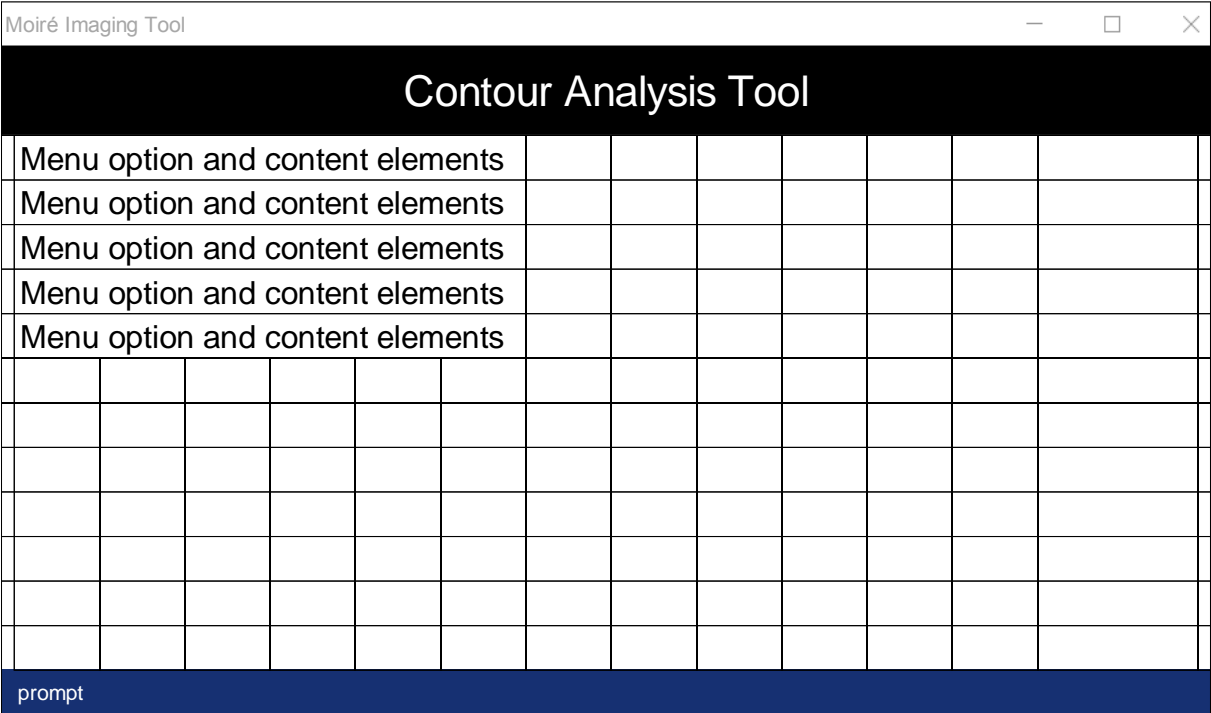 Moiré Imaging Tool
Contour Analysis Tool
Menu option and content elements
Menu option and content elements
Menu option and content elements
Menu option and content elements
Menu option and content elements
prompt